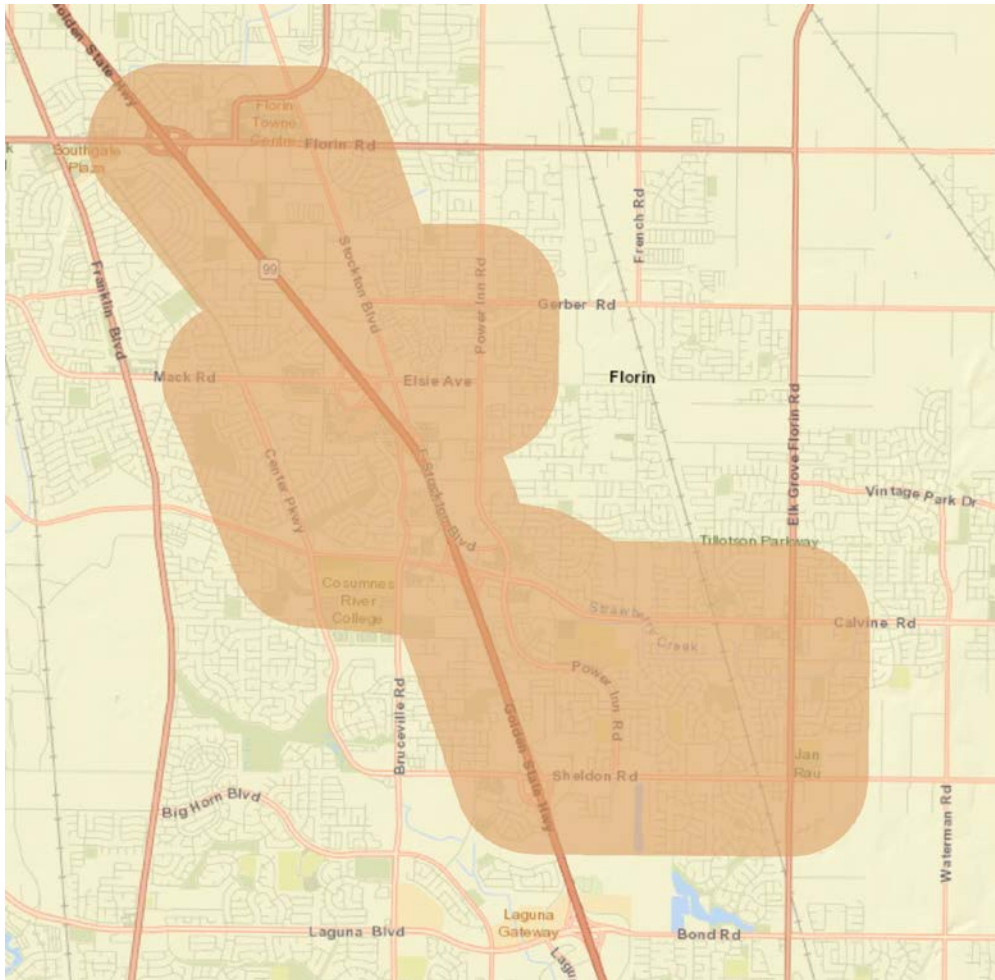 Golden State Hwy
Florin
Towne
Centre
Florin Rd
Southgate
Plaza
French Rd
99
Stockton Blvd
Franklin Blvd
Power Inn Rd
Gerber Rd
Mack Rd
Elsie Ave
Florin
Elk Grove Florin Rd
Center Pkwy
E Stockton Blvd
Vintage Park Dr
Tillotson Parkway
Cosumnes
River
College
Strawberry Creek
Calvine Rd
Power Inn Rd
Bruceville Rd
Golden State Hwy
Jan
Rau
Sheldon Rd
Big Horn Blvd
Waterman Rd
Laguna
Gateway
Laguna Blvd
Bond Rd